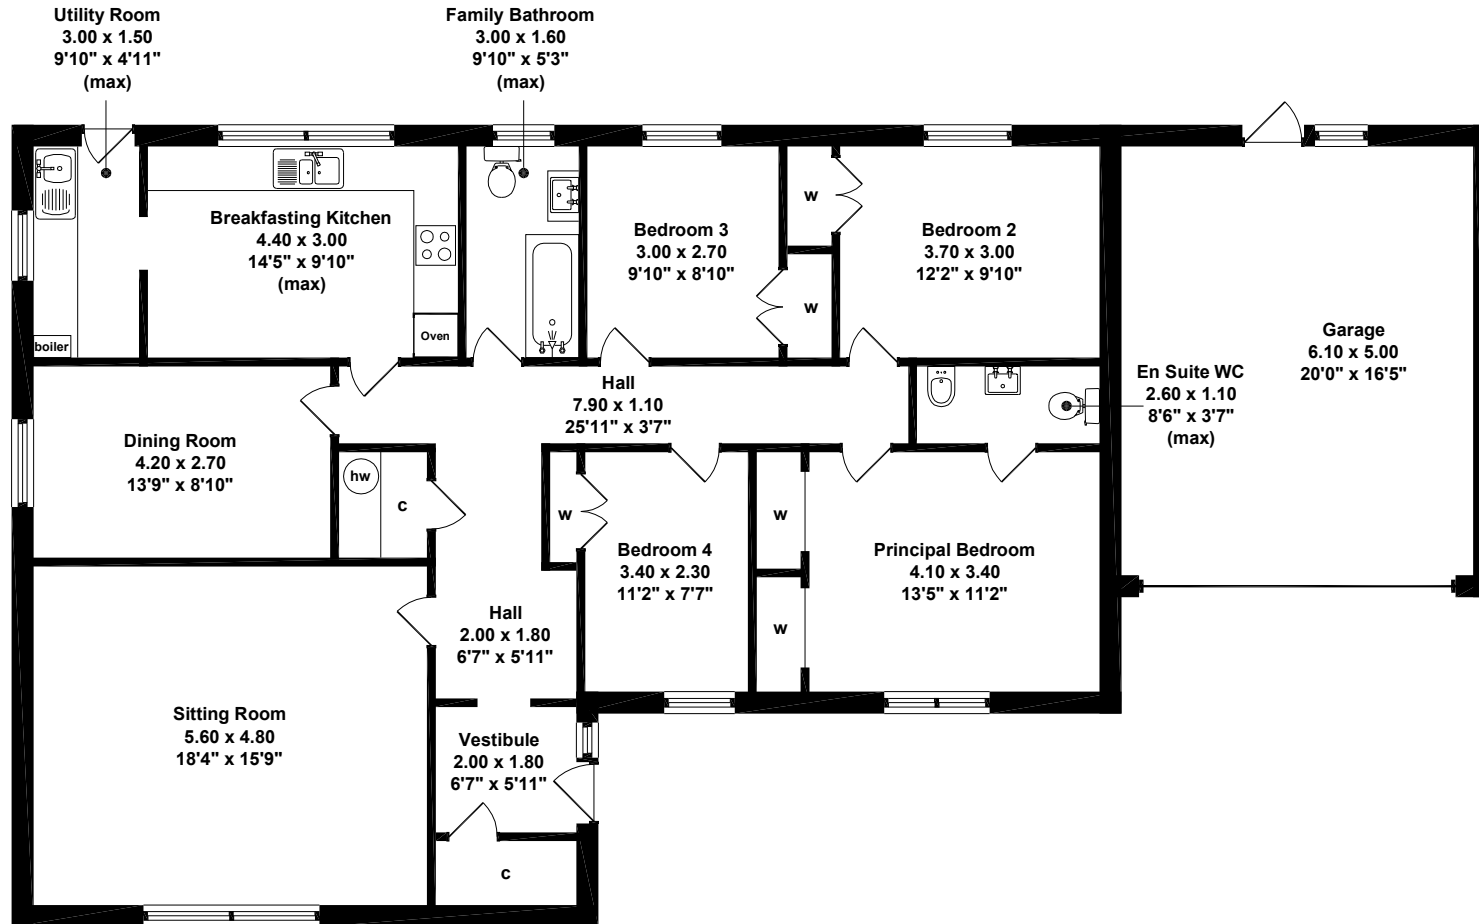 Utility Room
3.00 x 1.50
9'10" x 4'11"
(max)
Family Bathroom
3.00 x 1.60
9'10" x 5'3"
(max)
Breakfasting Kitchen
4.40 x 3.00
14'5" x 9'10"
(max)
Oven
boiler
Bedroom 3
3.00 x 2.70
9'10" x 8'10"
w
w
Bedroom 2
3.70 x 3.00
12'2" x 9'10"
Garage
6.10 x 5.00
20'0" x 16'5"
En Suite WC
2.60 x 1.10
8'6" x 3'7"
(max)
Hall
7.90 x 1.10
25'11" x 3'7"
Dining Room
4.20 x 2.70
13'9" x 8'10"
hw
c
w
Bedroom 4
3.40 x 2.30
11'2" x 7'7"
w
w
Principal Bedroom
4.10 x 3.40
13'5" x 11'2"
Hall
2.00 x 1.80
6'7" x 5'11"
Sitting Room
5.60 x 4.80
18'4" x 15'9"
Vestibule
2.00 x 1.80
6'7" x 5'11"
c